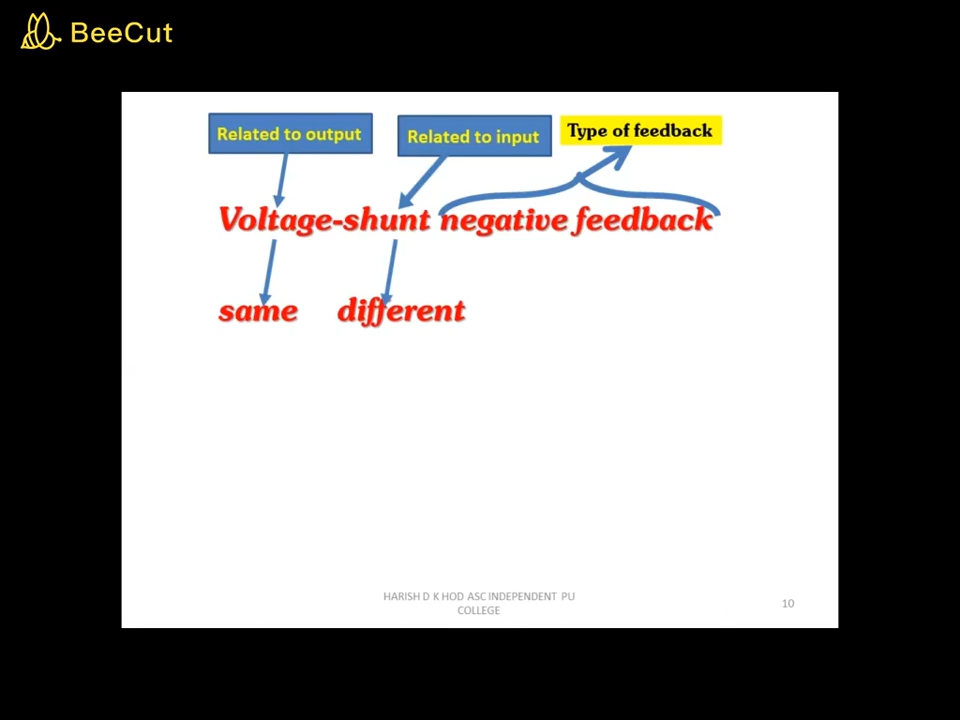 BeeCut
Related to output
Related to input
Type of feedback
Voltage-shunt negative feedback
same different
HARISH D K HOD ASC INDEPENDENT PU
COLLEGE
10